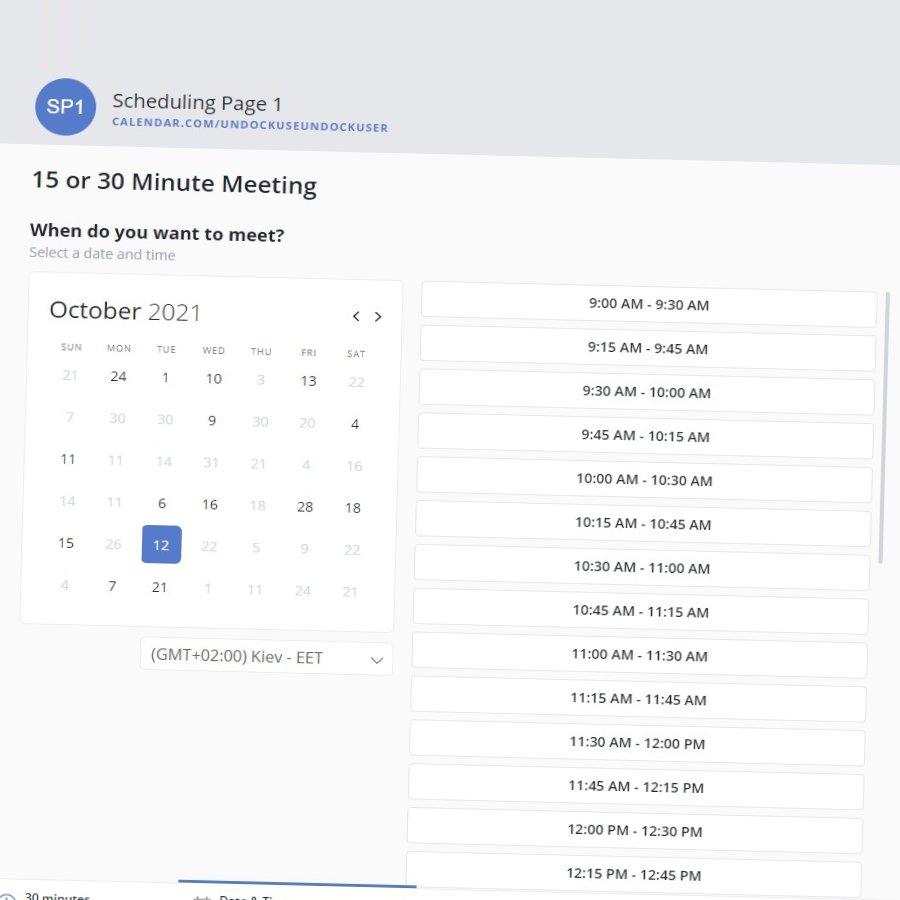 SP1
Scheduling Page 1
CALENDAR.COM/UNDOCKUSEUNDOCKUSER
15 or 30 Minute Meeting
When do you want to meet?
Select a date and time
October 2021
SUN MON TUE WED THU FRI SAT
21 24 1 10 3 13 22
7 30 30 9 30 20 4
11 11 14 31 21 4 16
14 11 6 16 18 28 18
15 26 12 22 5 9 22
4 7 21 1 11 24 21
(GMT+02:00) Kiev - EET
9:00 AM - 9:30 AM
9:15 AM - 9:45 AM
9:30 AM - 10:00 AM
9:45 AM - 10:15 AM
10:00 AM - 10:30 AM
10:15 AM - 10:45 AM
10:30 AM - 11:00 AM
10:45 AM - 11:15 AM
11:00 AM - 11:30 AM
11:15 AM - 11:45 AM
11:30 AM - 12:00 PM
11:45 AM - 12:15 PM
12:00 PM - 12:30 PM
12:15 PM - 12:45 PM
30 minutes
Date &